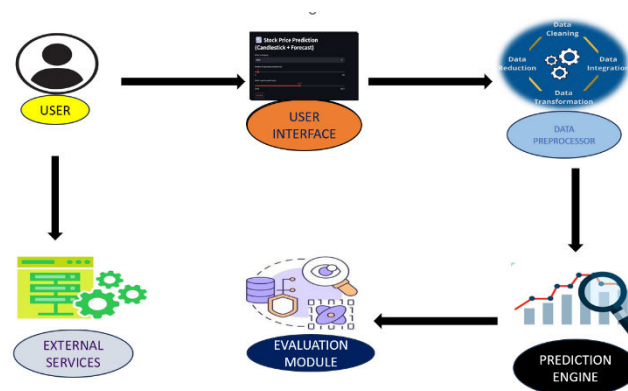 Stock Price Prediction
(Candlestick + Forecast)
Data
Cleaning
Data
Reduction
Data
Integration
Data
Transformation
USER
USER
INTERFACE
DATA
PREPROCESSOR
EXTERNAL
SERVICES
EVALUATION
MODULE
PREDICTION
ENGINE